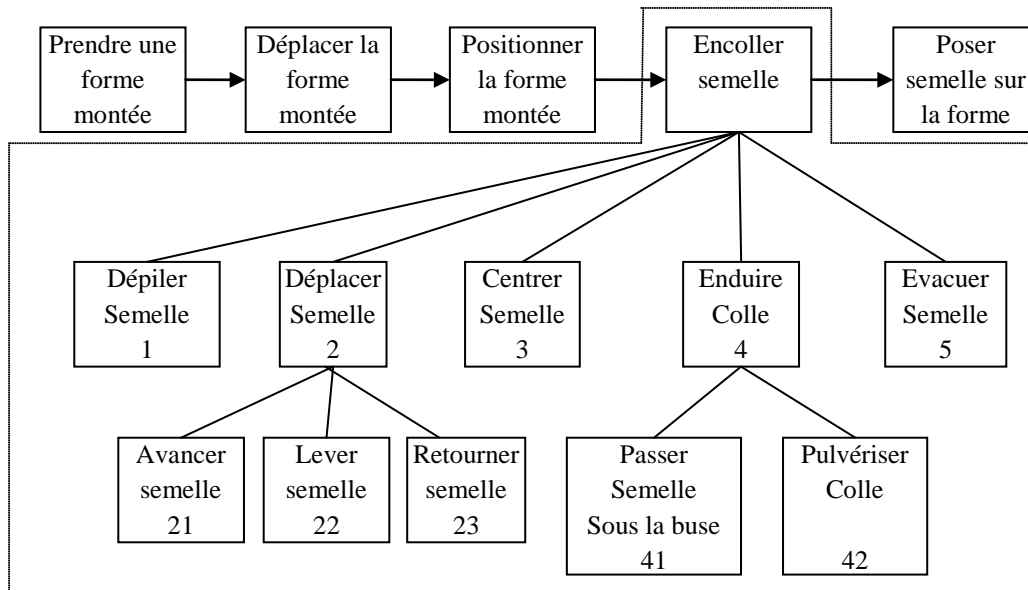 Prendre une
forme
montée
Déplacer la
forme
montée
Positionner
la forme
montée
Encoller
semelle
Poser
semelle sur
la forme
Dépiler
Semelle
1
Déplacer
Semelle
2
Centrer
Semelle
3
Enduire
Colle
4
Evacuer
Semelle
5
Avancer
semelle
21
Lever
semelle
22
Retourner
semelle
23
Passer
Semelle
Sous la buse
41
Pulvériser
Colle
42